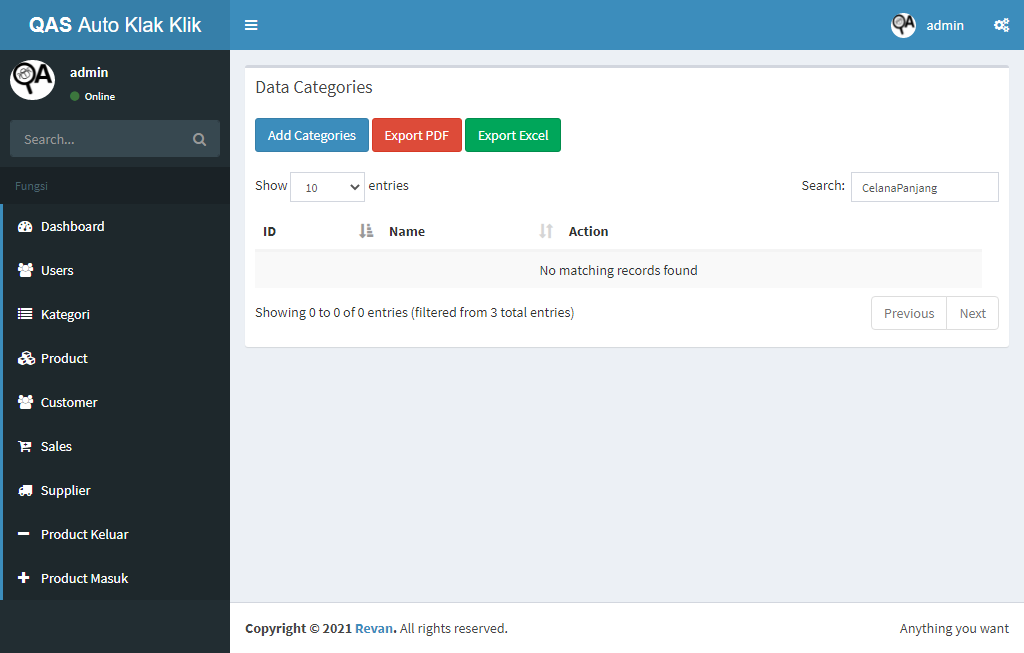 QAS Auto Klak Klik
admin
admin
Online
Search...
Fungsi
Dashboard
Users
Kategori
Product
Customer
Sales
Supplier
Product Keluar
Product Masuk
Data Categories
Add Categories Export PDF Export Excel
Show 10 entries Search: CelanaPanjang
ID Name Action
No matching records found
Showing 0 to 0 of 0 entries (filtered from 3 total entries) Previous Next
Copyright © 2021 Revan. All rights reserved. Anything you want